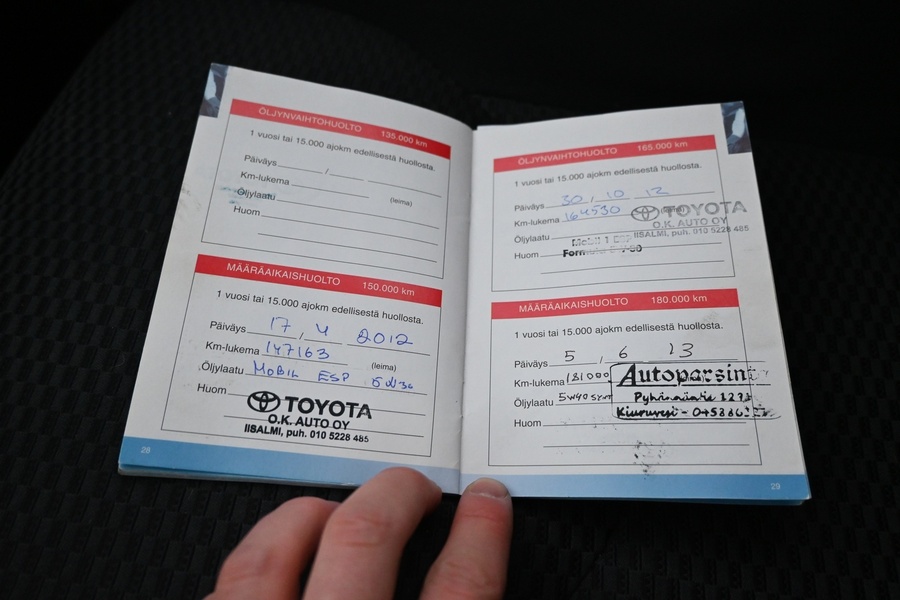 ÖLJYNVAIHTOHUOLTO 135.000 km
1 vuosi tai 15.000 ajokm edellisestä huollosta.
Päiväys / 
Km-lukema (leima)
Öljylaatu
Huom
MÄÄRÄAIKAISHUOLTO 150.000 km
1 vuosi tai 15.000 ajokm edellisestä huollosta.
Päiväys 17 / 4 2012
Km-lukema 147163 (leima)
Öljylaatu MOBIL ESP 5W30
Huom
TOYOTA
O.K. AUTO OY
IISALMI, puh. 010 5228 485
28
ÖLJYNVAIHTOHUOLTO 165.000 km
1 vuosi tai 15.000 ajokm edellisestä huollosta.
Päiväys 30 / 10 12
Km-lukema 164530
TOYOTA
O.K. AUTO OY
IISALMI, puh. 010 5228 485
Öljylaatu Mobil 1
Huom
MÄÄRÄAIKAISHUOLTO 180.000 km
1 vuosi tai 15.000 ajokm edellisestä huollosta.
Päiväys 5 / 6 13
Km-lukema 181000
Öljylaatu 5w40
Huom
29